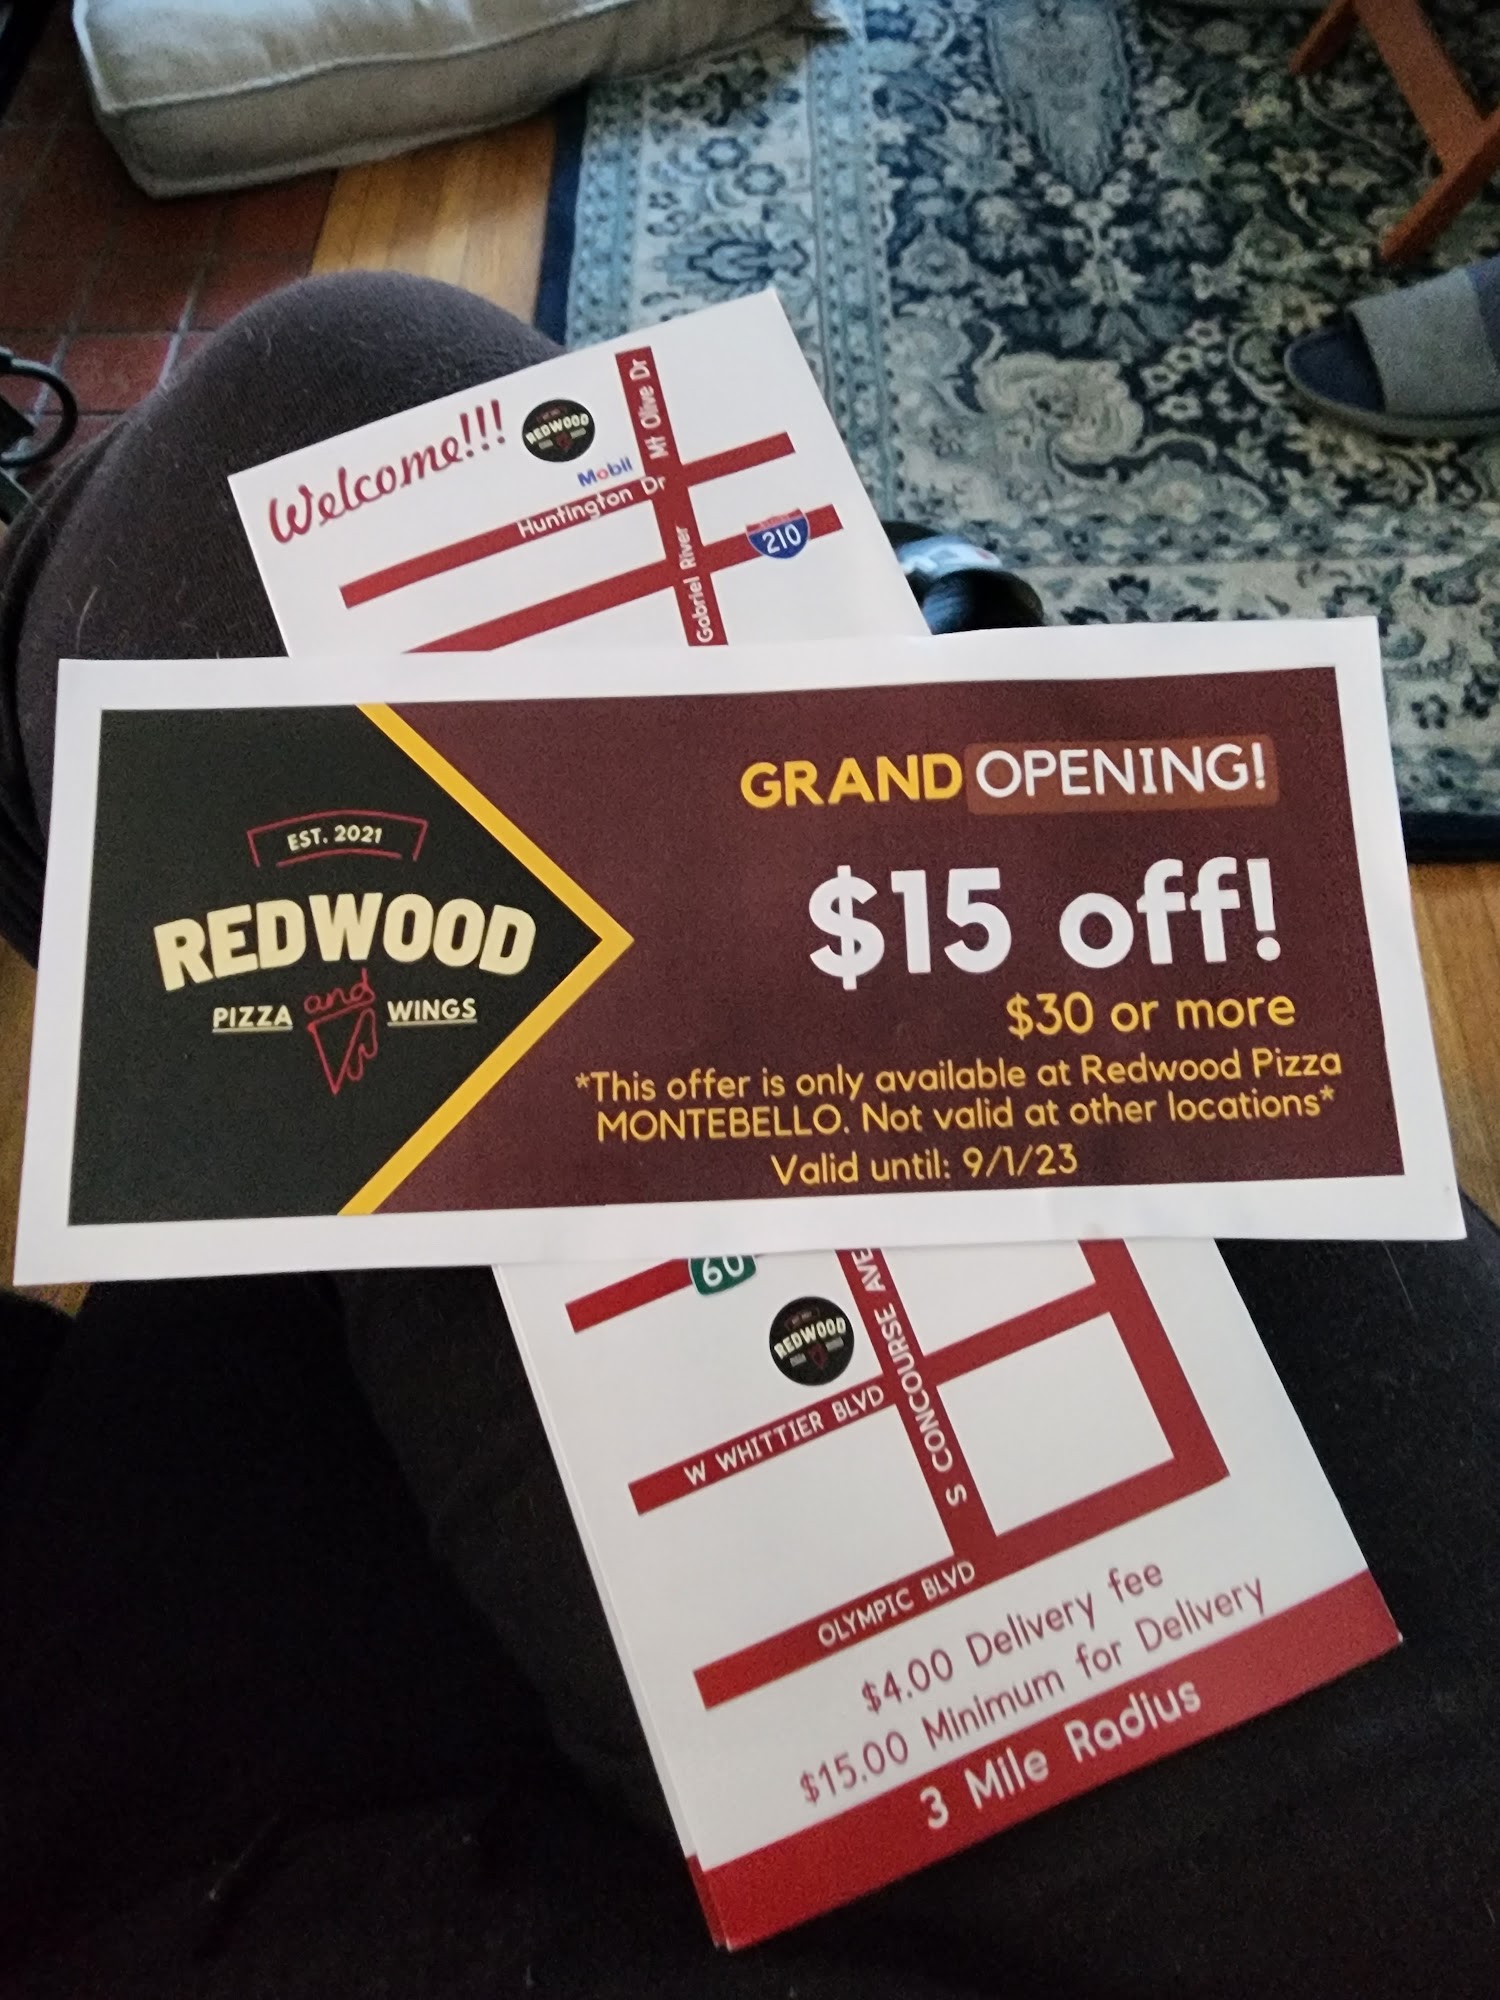 Welcome!!!
REDWOOD
Mobil
Mt Olive Dr
Huntington Dr
210
Gabriel River
GRAND OPENING!
EST. 2021
REDWOOD
PIZZA and WINGS
$15 off!
$30 or more
*This offer is only available at Redwood Pizza
MONTEBELLO. Not valid at other locations*
Valid until: 9/1/23
60
REDWOOD
S CONCOURSE AVE
W WHITTIER BLVD
OLYMPIC BLVD
$4.00 Delivery fee
$15.00 Minimum for Delivery
3 Mile Radius